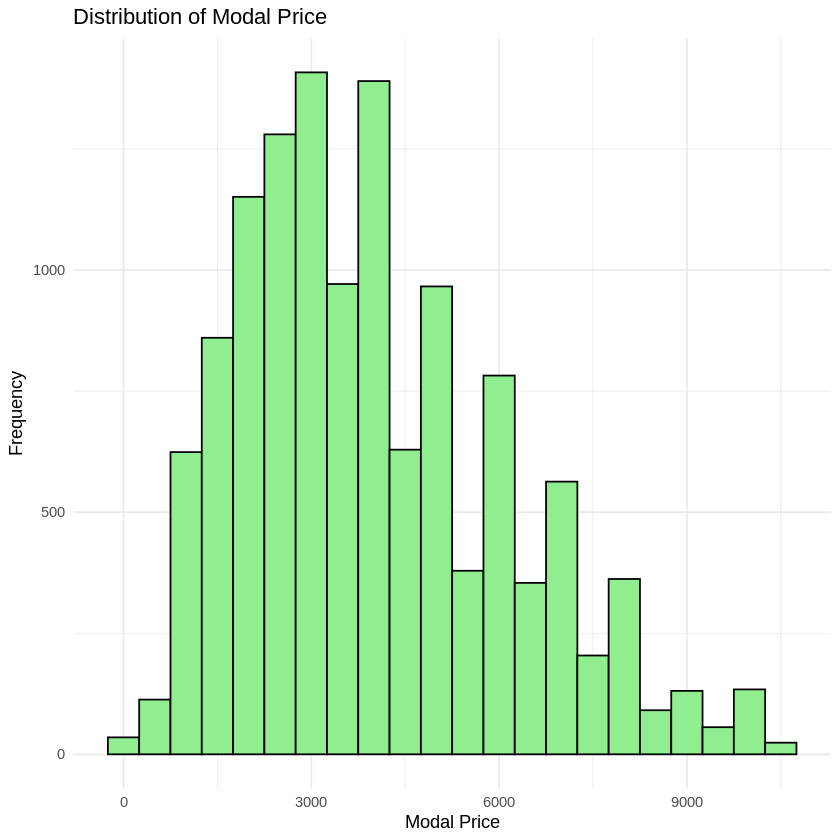 Distribution of Modal Price
Frequency
1000
500
0
0 3000 6000 9000
Modal Price